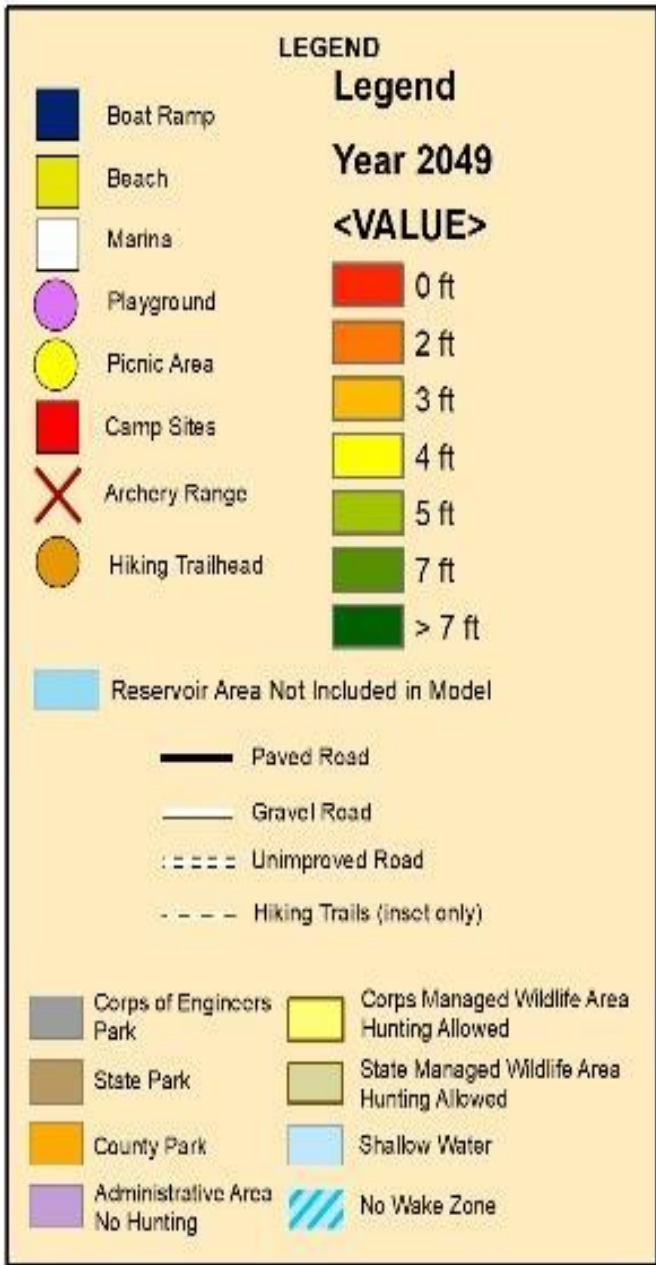 LEGEND
Legend
Year 2049
<VALUE>
Boat Ramp
Beach
Marina
Playground
Picnic Area
Camp Sites
Archery Range
Hiking Trailhead
0 ft
2 ft
3 ft
4 ft
5 ft
7 ft
> 7 ft
Reservoir Area Not Included in Model
Paved Road
Gravel Road
Unimproved Road
Hiking Trails (inset only)
Corps of Engineers
Park
State Park
County Park
Administrative Area
No Hunting
Corps Managed Wildlife Area
Hunting Allowed
State Managed Wildlife Area
Hunting Allowed
Shallow Water
No Wake Zone